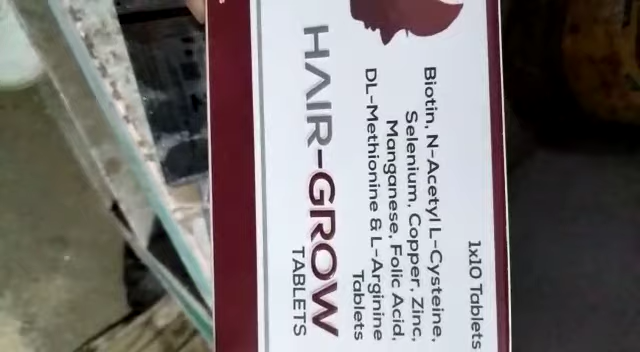 1x10 Tablets
Biotin, N-Acetyl L-Cysteine,
Selenium, Copper, Zinc,
Manganese, Folic Acid,
DL-Methionine & L-Arginine
Tablets
HAIR-GROW
TABLETS